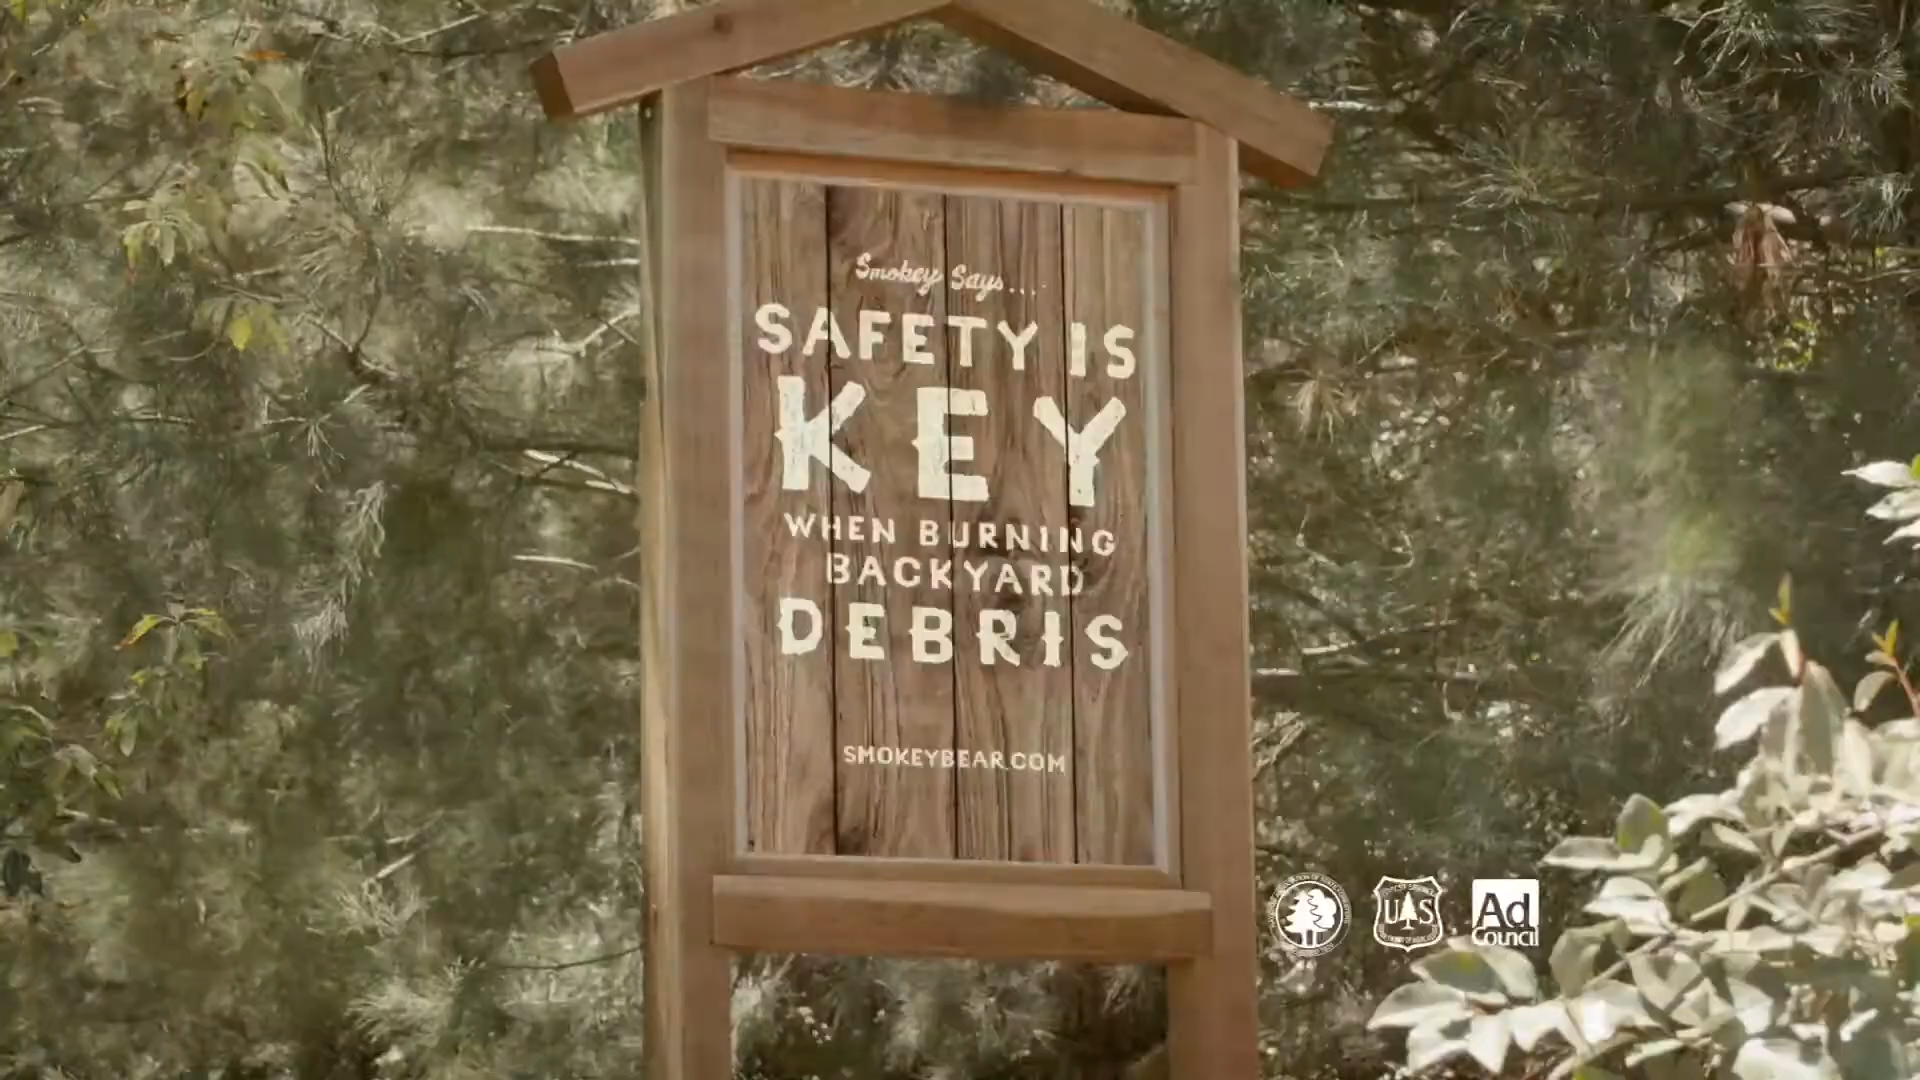 Smokey Says....
SAFETY IS
KEY
WHEN BURNING
BACKYARD
DEBRIS
SMOKEYBEAR.COM
U S
Ad
Council